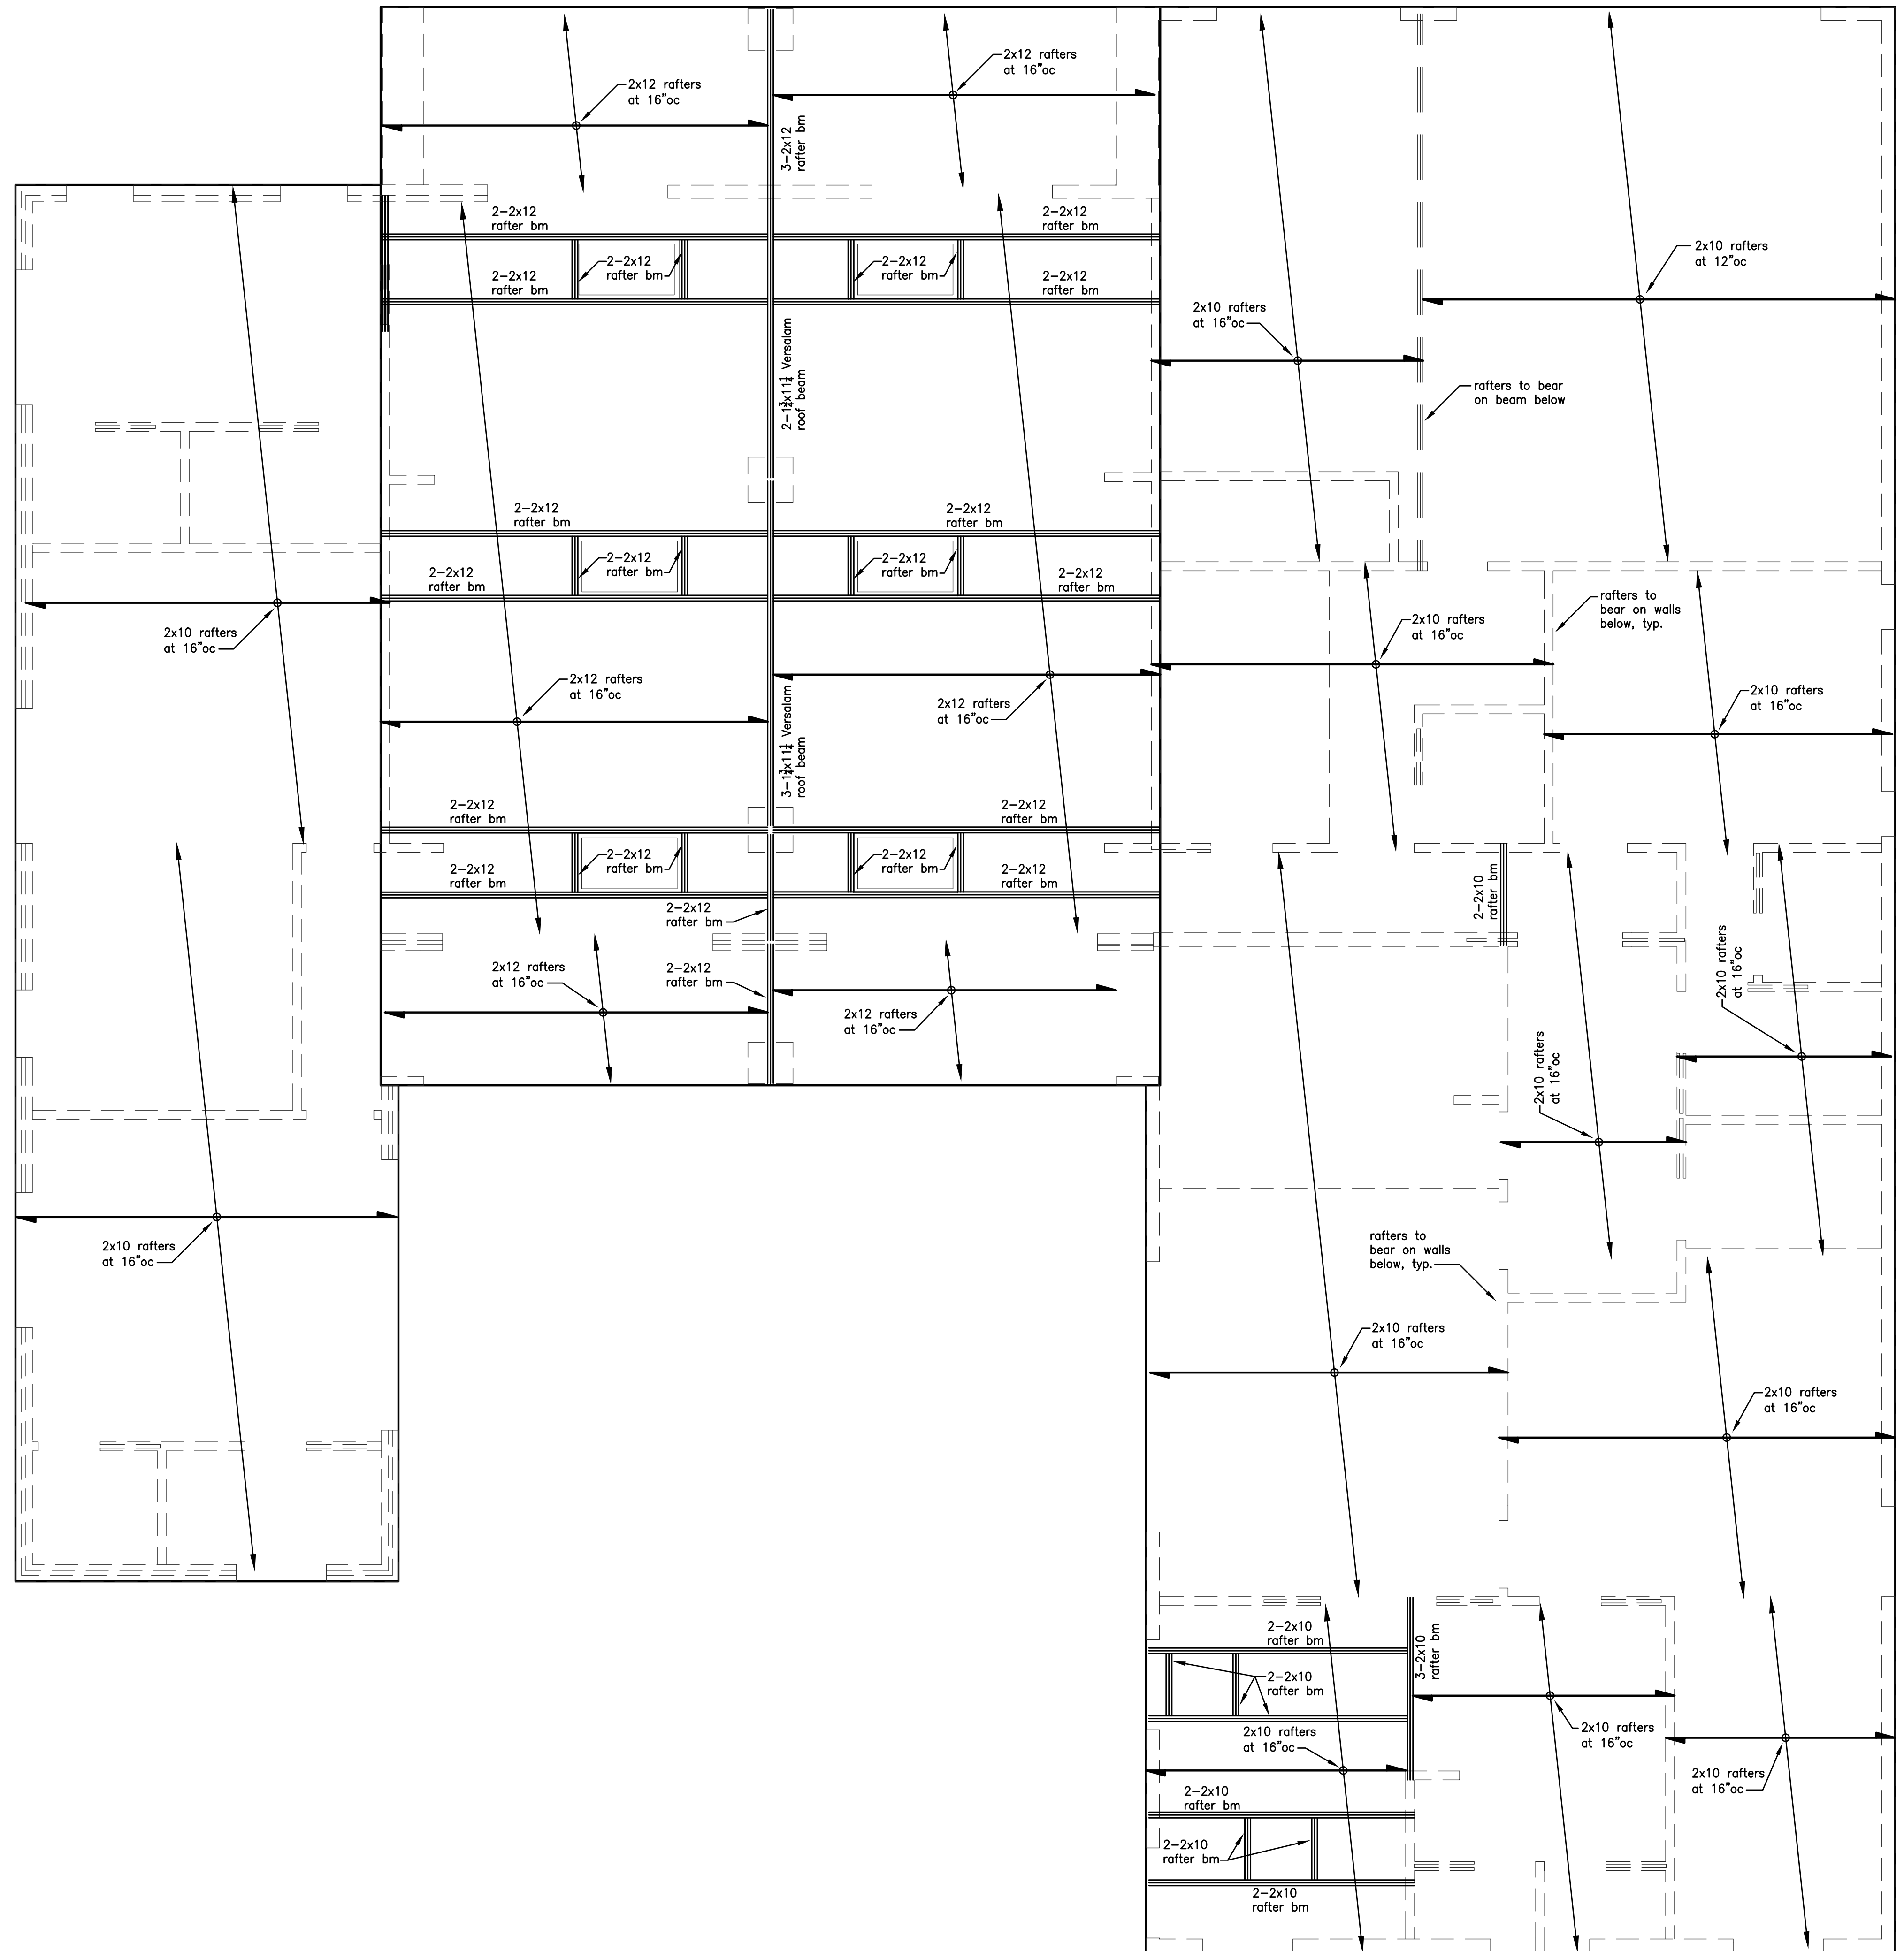 2x12 rafters
at 16"oc
2x12 rafters
at 16"oc
3-2x12
rafter bm
2-2x12
rafter bm
2-2x12
rafter bm
2-2x12
rafter bm
2-2x12
rafter bm
2-2x12
rafter bm
2-2x12
rafter bm
2x10 rafters
at 12"oc
2x10 rafters
at 16"oc
2-1¾x11¼ Versalam
roof beam
rafters to bear
on beam below
2-2x12
rafter bm
2-2x12
rafter bm
2-2x12
rafter bm
2-2x12
rafter bm
2-2x12
rafter bm
2-2x12
rafter bm
rafters to
bear on walls
below, typ.
2x10 rafters
at 16"oc
2x10 rafters
at 16"oc
2x12 rafters
at 16"oc
2x12 rafters
at 16"oc
2x10 rafters
at 16"oc
3-1¾x11¼ Versalam
roof beam
2-2x12
rafter bm
2-2x12
rafter bm
2-2x12
rafter bm
2-2x12
rafter bm
2-2x12
rafter bm
2-2x12
rafter bm
2-2x10
rafter bm
2-2x12
rafter bm
2x12 rafters
at 16"oc
2-2x12
rafter bm
2x12 rafters
at 16"oc
2x10 rafters
at 16"oc
2x10 rafters
at 16"oc
2x10 rafters
at 16"oc
rafters to
bear on walls
below, typ.
2x10 rafters
at 16"oc
2x10 rafters
at 16"oc
2-2x10
rafter bm
3-2x10
rafter bm
2-2x10
rafter bm
2x10 rafters
at 16"oc
2x10 rafters
at 16"oc
2x10 rafters
at 16"oc
2-2x10
rafter bm
2-2x10
rafter bm
2-2x10
rafter bm